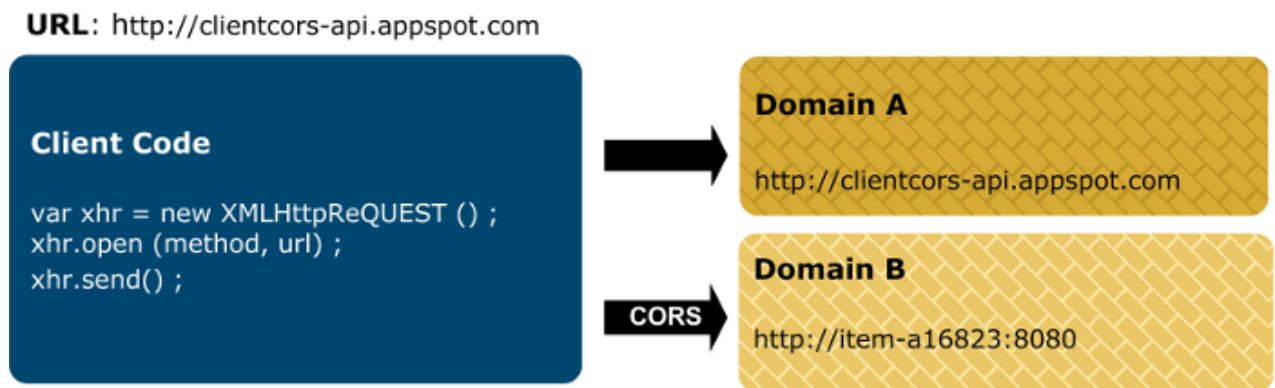 URL: http://clientcors-api.appspot.com
Client Code
var xhr = new XMLHttpReQUEST () ;
xhr.open (method, url) ;
xhr.send() ;
Domain A
http://clientcors-api.appspot.com
CORS
Domain B
http://item-a16823:8080